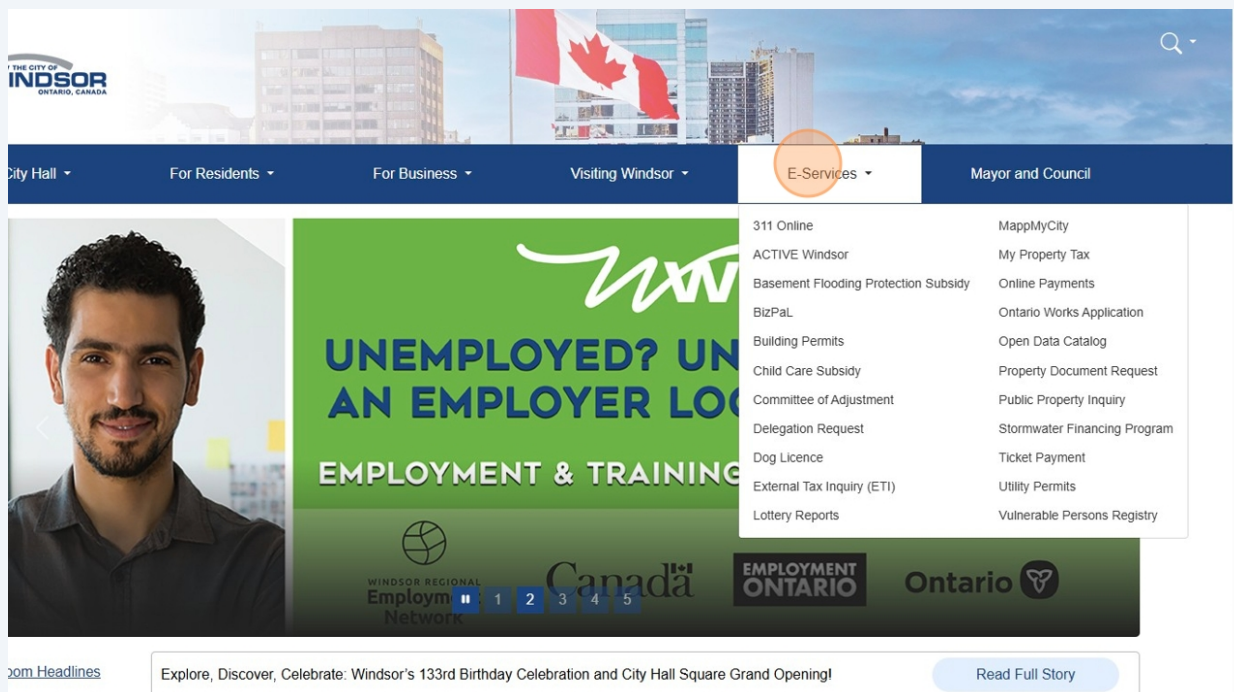 THE CITY OF
INDSOR
ONTARIO, CANADA
City Hall
For Residents
For Business
Visiting Windsor
E-Services
Mayor and Council
311 Online
ACTIVE Windsor
Basement Flooding Protection Subsidy
BizPaL
Building Permits
Child Care Subsidy
Committee of Adjustment
Delegation Request
Dog Licence
External Tax Inquiry (ETI)
Lottery Reports
MappMyCity
My Property Tax
Online Payments
Ontario Works Application
Open Data Catalog
Property Document Request
Public Property Inquiry
Stormwater Financing Program
Ticket Payment
Utility Permits
Vulnerable Persons Registry
UNEMPLOYED? UN
AN EMPLOYER LO
EMPLOYMENT & TRAINING
WINDSOR REGIONAL
Employm
Network
1 2 3 4 5
Canada
EMPLOYMENT
ONTARIO
Ontario
oom Headlines
Explore, Discover, Celebrate: Windsor's 133rd Birthday Celebration and City Hall Square Grand Opening!
Read Full Story